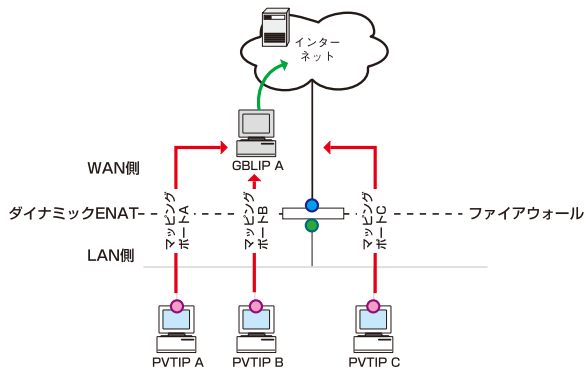 インター
ネット
GBLIP A
WAN側
マッピング
ポートA
マッピング
ポートB
マッピング
ポートC
ダイナミックENAT
ファイアウォール
LAN側
PVTIP A
PVTIP B
PVTIP C